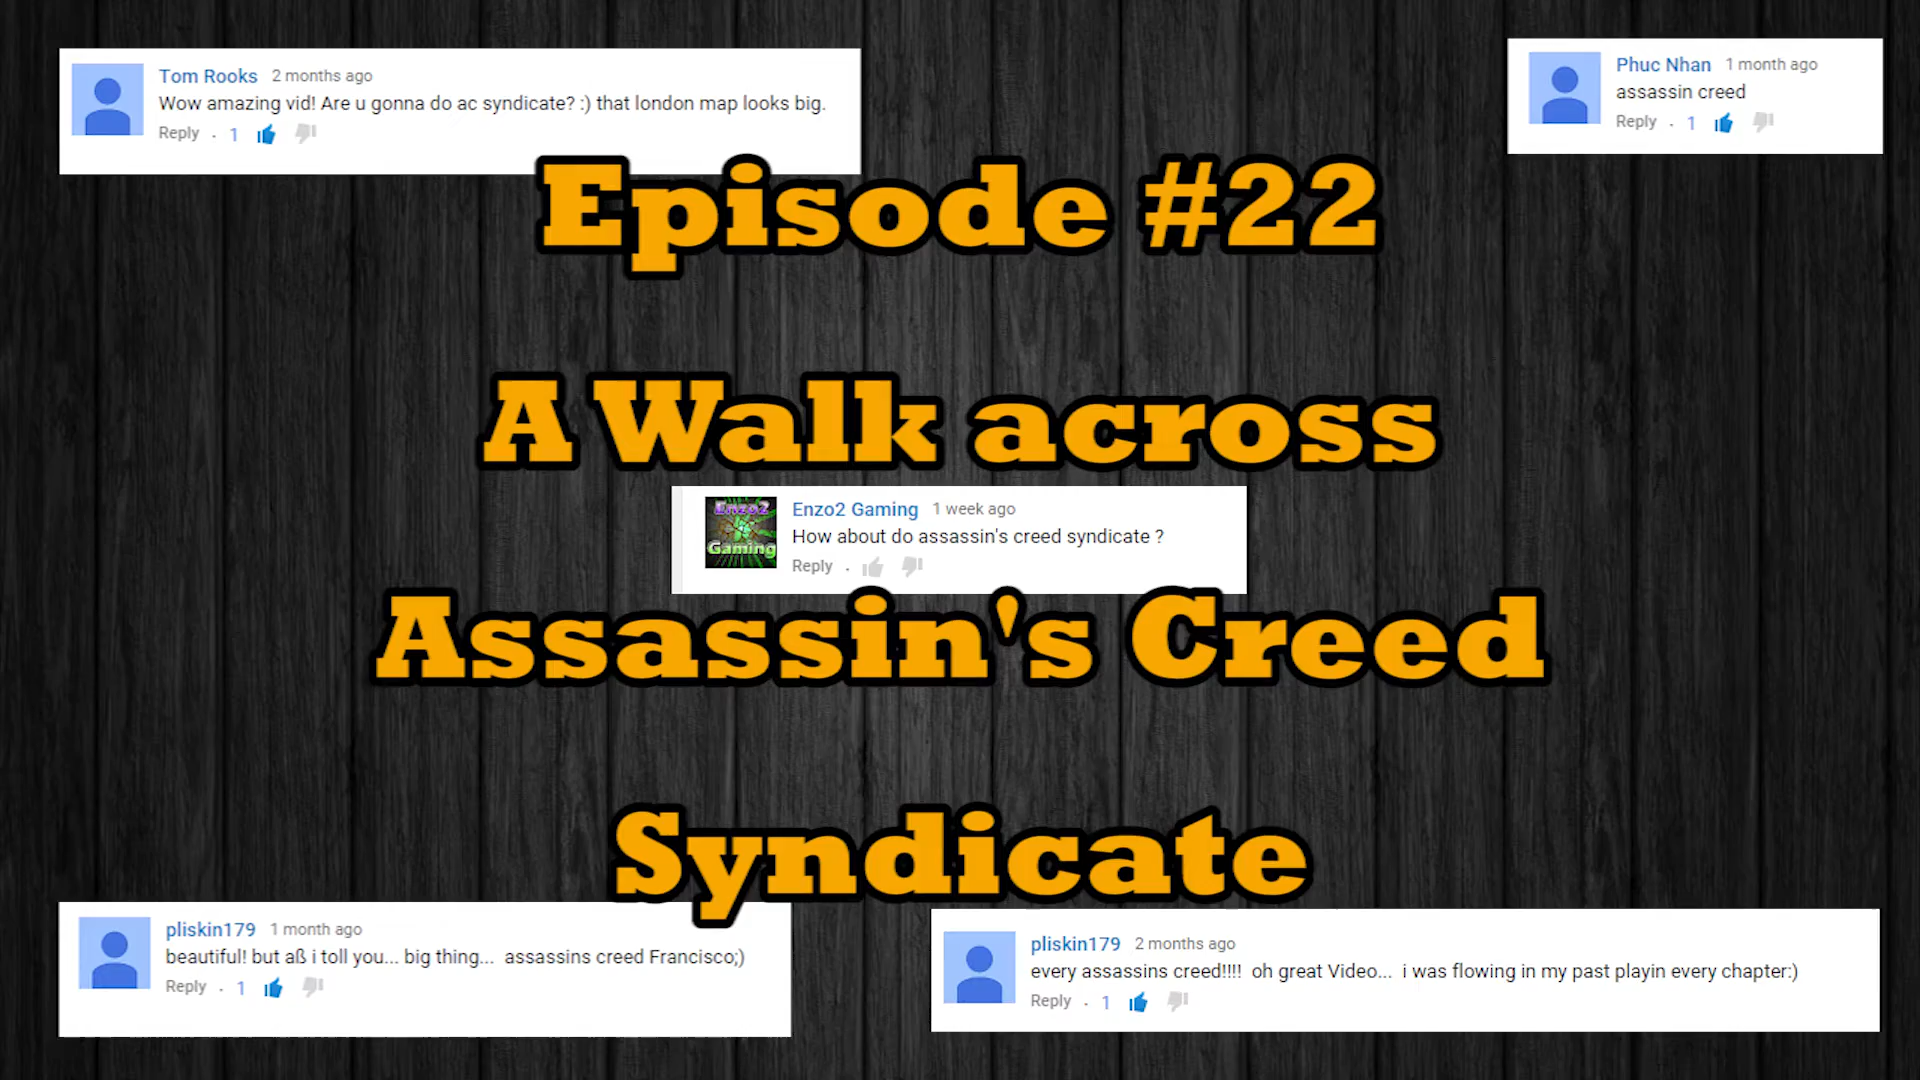 Tom Rooks 2 months ago
Wow amazing vid! Are u gonna do ac syndicate? :) that london map looks big.
Reply . 1
Phuc Nhan 1 month ago
assassin creed
Reply . 1
Episode #22
A Walk across
Enzo2 Gaming
Enzo2 Gaming 1 week ago
How about do assassin's creed syndicate ?
Reply .
Assassin's Creed
Syndicate
pliskin179 1 month ago
beautiful! but aß i toll you... big thing... assassins creed Francisco;)
Reply . 1
pliskin179 2 months ago
every assassins creed!!!! oh great Video... i was flowing in my past playin every chapter:)
Reply . 1